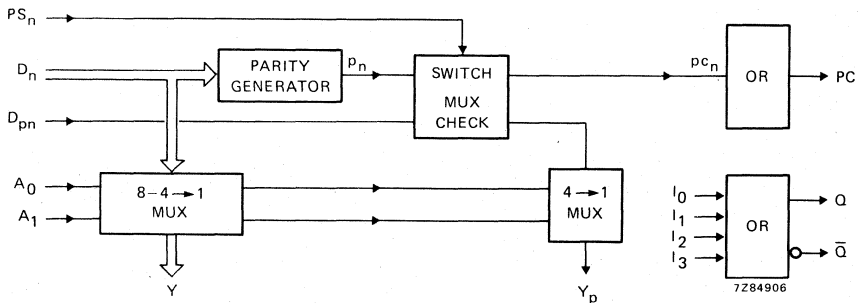 PSn
Dn
PARITY
GENERATOR
pn
SWITCH
MUX
CHECK
pcn
OR
PC
Dpn
A0
A1
8–4→1
MUX
4→1
MUX
Y
Yp
I0
I1
I2
I3
OR
Q
Q̅
7Z84906